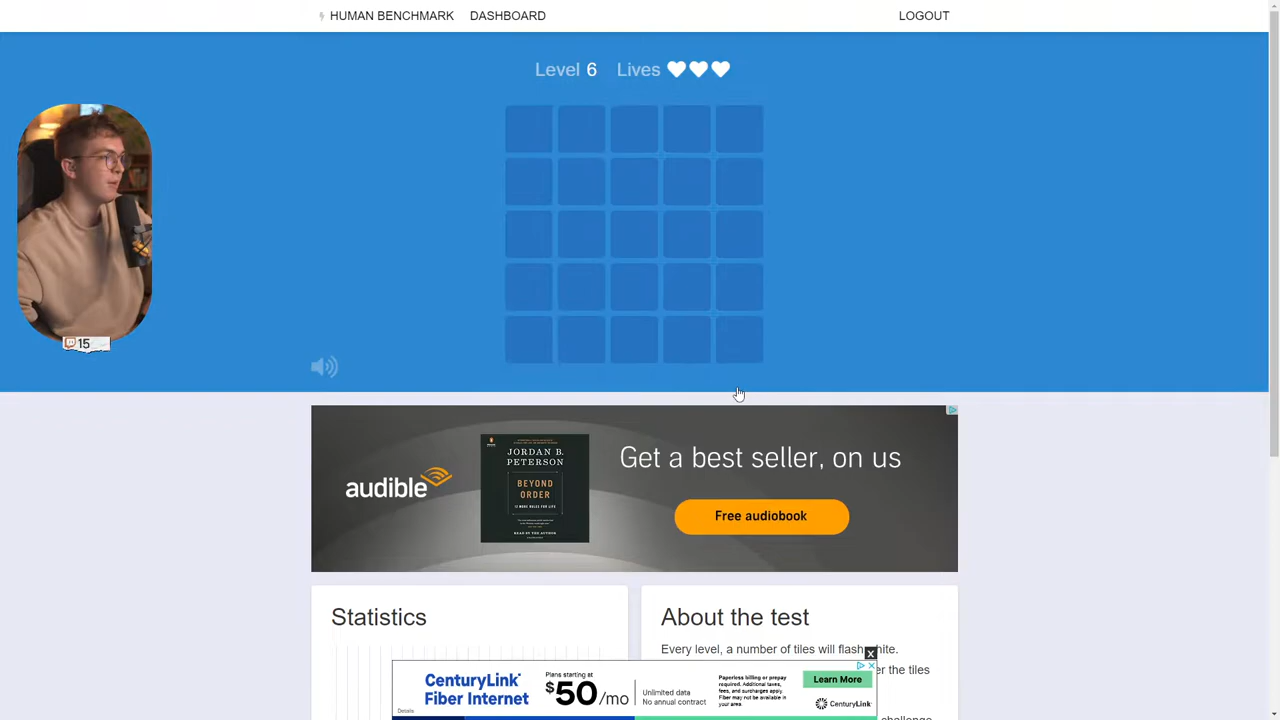 HUMAN BENCHMARK DASHBOARD LOGOUT
Level 6 Lives
15
audible
JORDAN B.
PETERSON
BEYOND
ORDER
12 MORE RULES FOR LIFE
Get a best seller, on us
Free audiobook
Statistics
About the test
Every level, a number of tiles will flash white.
CenturyLink
Fiber Internet
Details
Plans starting at
$50/mo
Unlimited data
No annual contract
Paperless billing or prepay
required. Additional taxes,
fees, and surcharges apply.
Fiber may not be available in
your area.
Learn More
CenturyLink
X
er the tiles
challenge